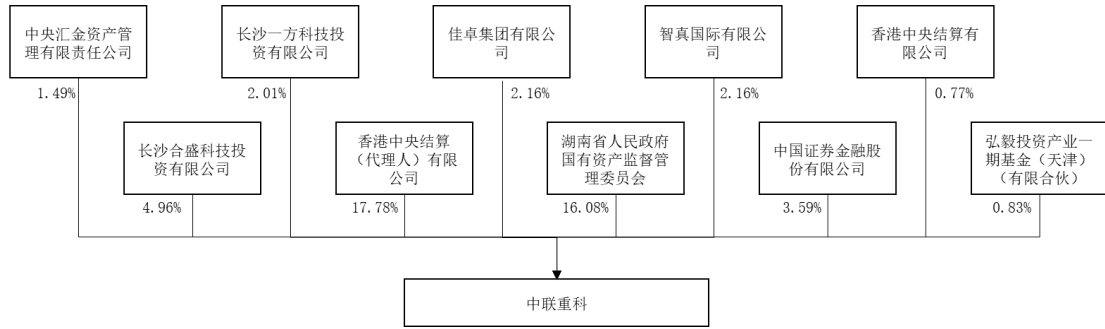 中央汇金资产管
理有限责任公司
长沙一方科技投
资有限公司
佳卓集团有限公
司
智真国际有限公
司
香港中央结算有
限公司
1.49%
2.01%
2.16%
2.16%
0.77%
长沙合盛科技投
资有限公司
香港中央结算
（代理人）有限
公司
湖南省人民政府
国有资产监督管
理委员会
中国证券金融股
份有限公司
弘毅投资产业一
期基金（天津）
（有限合伙）
4.96%
17.78%
16.08%
3.59%
0.83%
中联重科